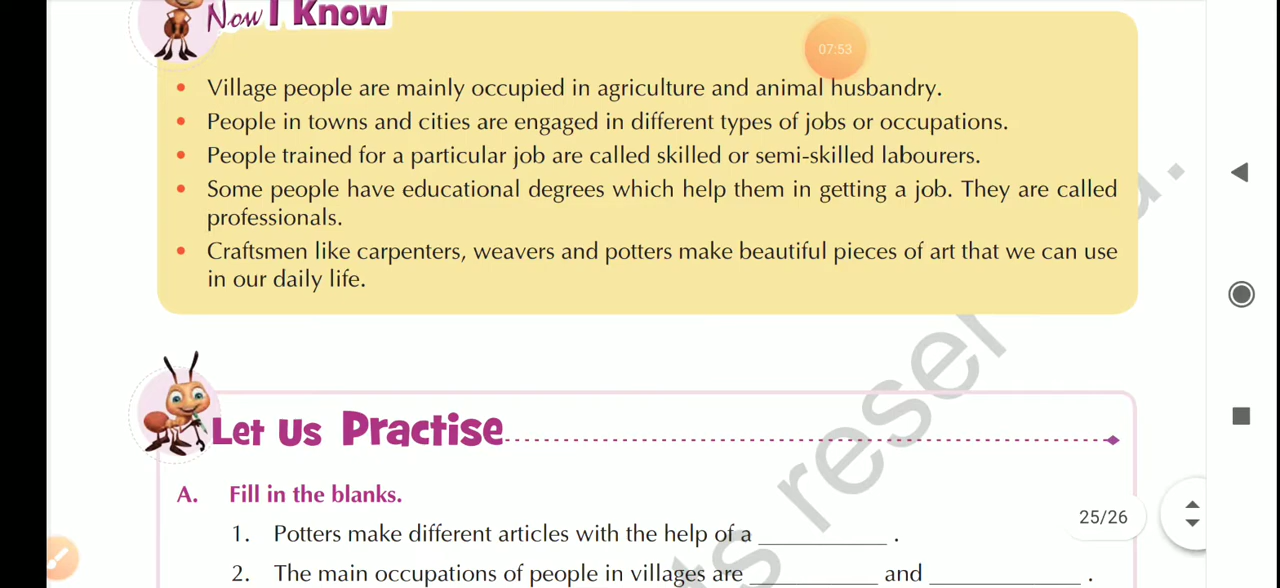 Now I Know
07:53
• Village people are mainly occupied in agriculture and animal husbandry.
• People in towns and cities are engaged in different types of jobs or occupations.
• People trained for a particular job are called skilled or semi-skilled labourers.
• Some people have educational degrees which help them in getting a job. They are called
professionals.
• Craftsmen like carpenters, weavers and potters make beautiful pieces of art that we can use
in our daily life.
Let Us Practise
A. Fill in the blanks.
1. Potters make different articles with the help of a __________ .
25/26
2. The main occupations of people in villages are __________ and ____________ .